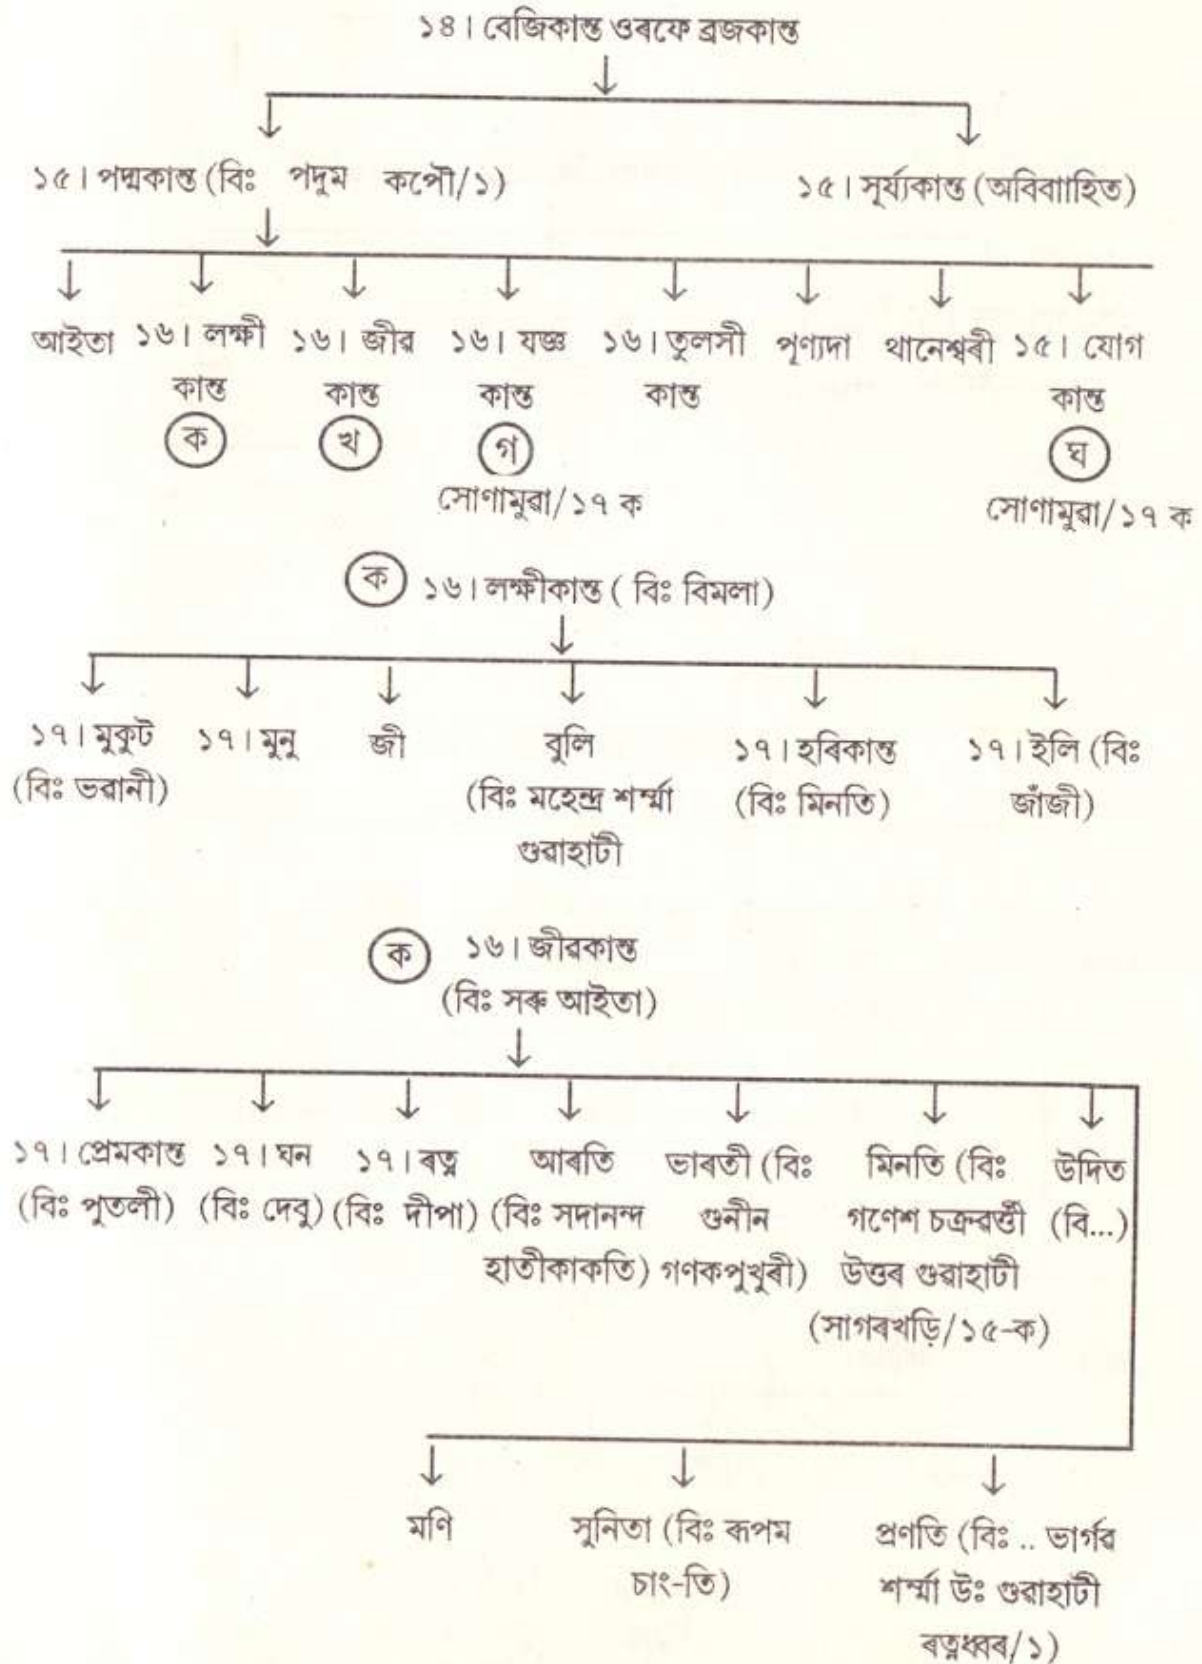 ১৪। বেজিকান্ত ওৰফে ব্ৰজকান্ত
১৫। পদ্মকান্ত (বিঃ পদুম কপৌ/১) ১৫। সূৰ্য্যকান্ত (অবিবাাহিত)
আইতা ১৬। লক্ষী ১৬। জীৱ ১৬। যজ্ঞ ১৬। তুলসী পূণ্যদা থানেশ্বৰী ১৫। যোগ
কান্ত কান্ত কান্ত কান্ত কান্ত
ক খ গ ঘ
সোণামুৱা/১৭ ক সোণামুৱা/১৭ ক
ক ১৬। লক্ষীকান্ত ( বিঃ বিমলা)
১৭। মুকুট ১৭। মুনু জী বুলি ১৭। হৰিকান্ত ১৭। ইলি (বিঃ
(বিঃ ভৱানী) (বিঃ মহেন্দ্ৰ শৰ্ম্মা (বিঃ মিনতি) জাঁজী)
গুৱাহাটী
ক ১৬। জীৱকান্ত
(বিঃ সৰু আইতা)
১৭। প্ৰেমকান্ত ১৭। ঘন ১৭। ৰত্ন আৰতি ভাৰতী (বিঃ মিনতি (বিঃ উদিত
(বিঃ পুতলী) (বিঃ দেবু) (বিঃ দীপা) (বিঃ সদানন্দ গুনীন গণেশ চক্ৰবৰ্ত্তী (বি...)
হাতীকাকতি) গণকপুখুৰী) উত্তৰ গুৱাহাটী
(সাগৰখড়ি/১৫-ক)
মণি সুনিতা (বিঃ ৰূপম প্ৰণতি (বিঃ .. ভাৰ্গৱ
চাং-তি) শৰ্ম্মা উঃ গুৱাহাটী
ৰত্নধ্বৰ/১)